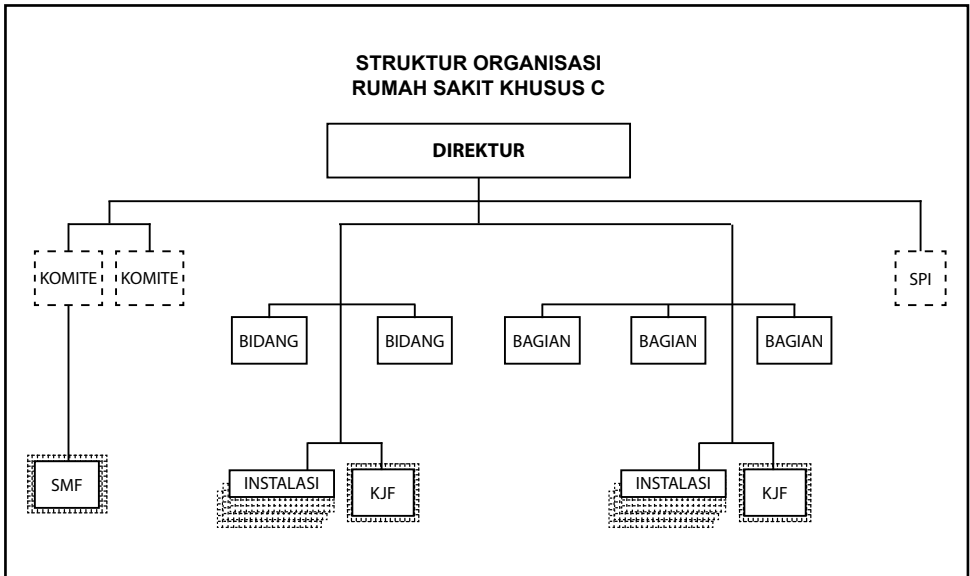 STRUKTUR ORGANISASI
RUMAH SAKIT KHUSUS C
DIREKTUR
KOMITE
KOMITE
SPI
BIDANG
BIDANG
BAGIAN
BAGIAN
BAGIAN
SMF
INSTALASI
KJF
INSTALASI
KJF